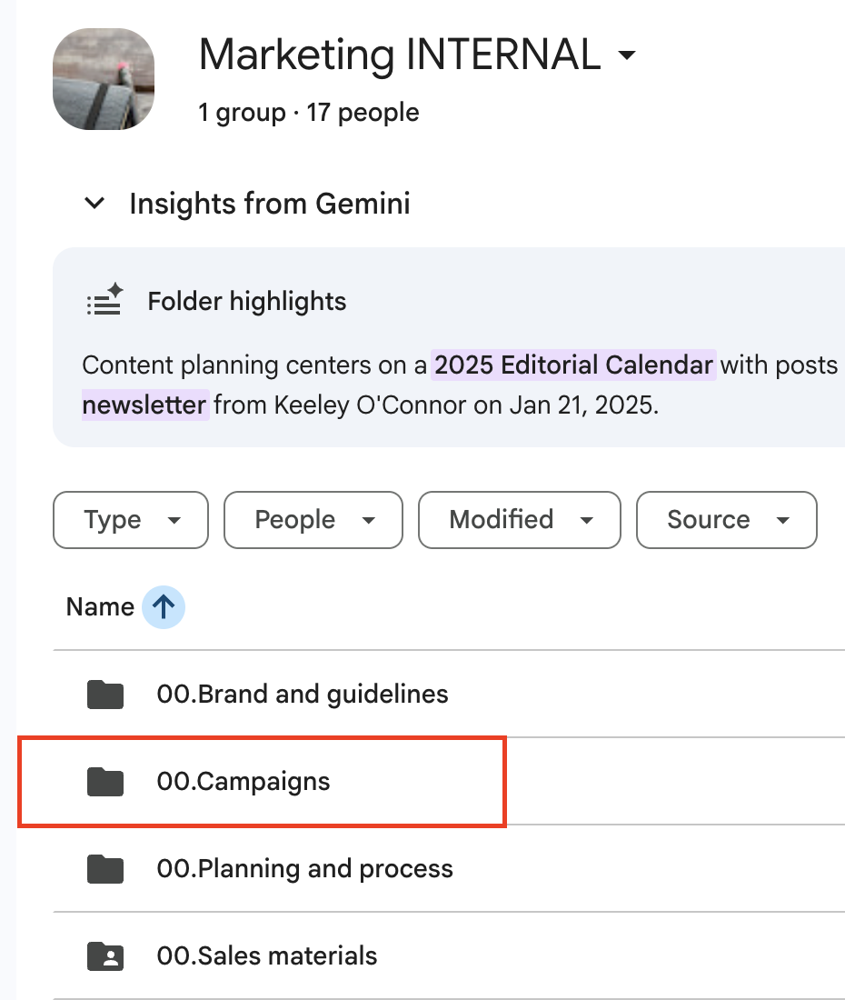 Marketing INTERNAL
1 group · 17 people
Insights from Gemini
Folder highlights
Content planning centers on a 2025 Editorial Calendar with posts
newsletter from Keeley O'Connor on Jan 21, 2025.
Type People Modified Source
Name
00.Brand and guidelines
00.Campaigns
00.Planning and process
00.Sales materials